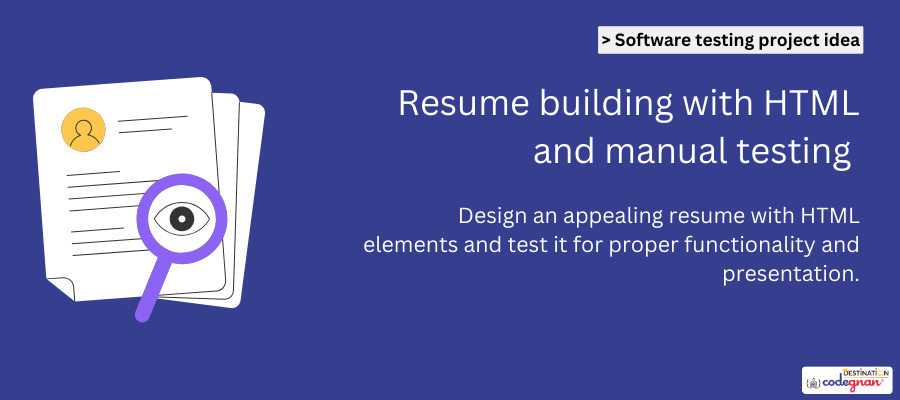 > Software testing project idea
Resume building with HTML
and manual testing
Design an appealing resume with HTML
elements and test it for proper functionality and
presentation.
DESTINATION
codegnan